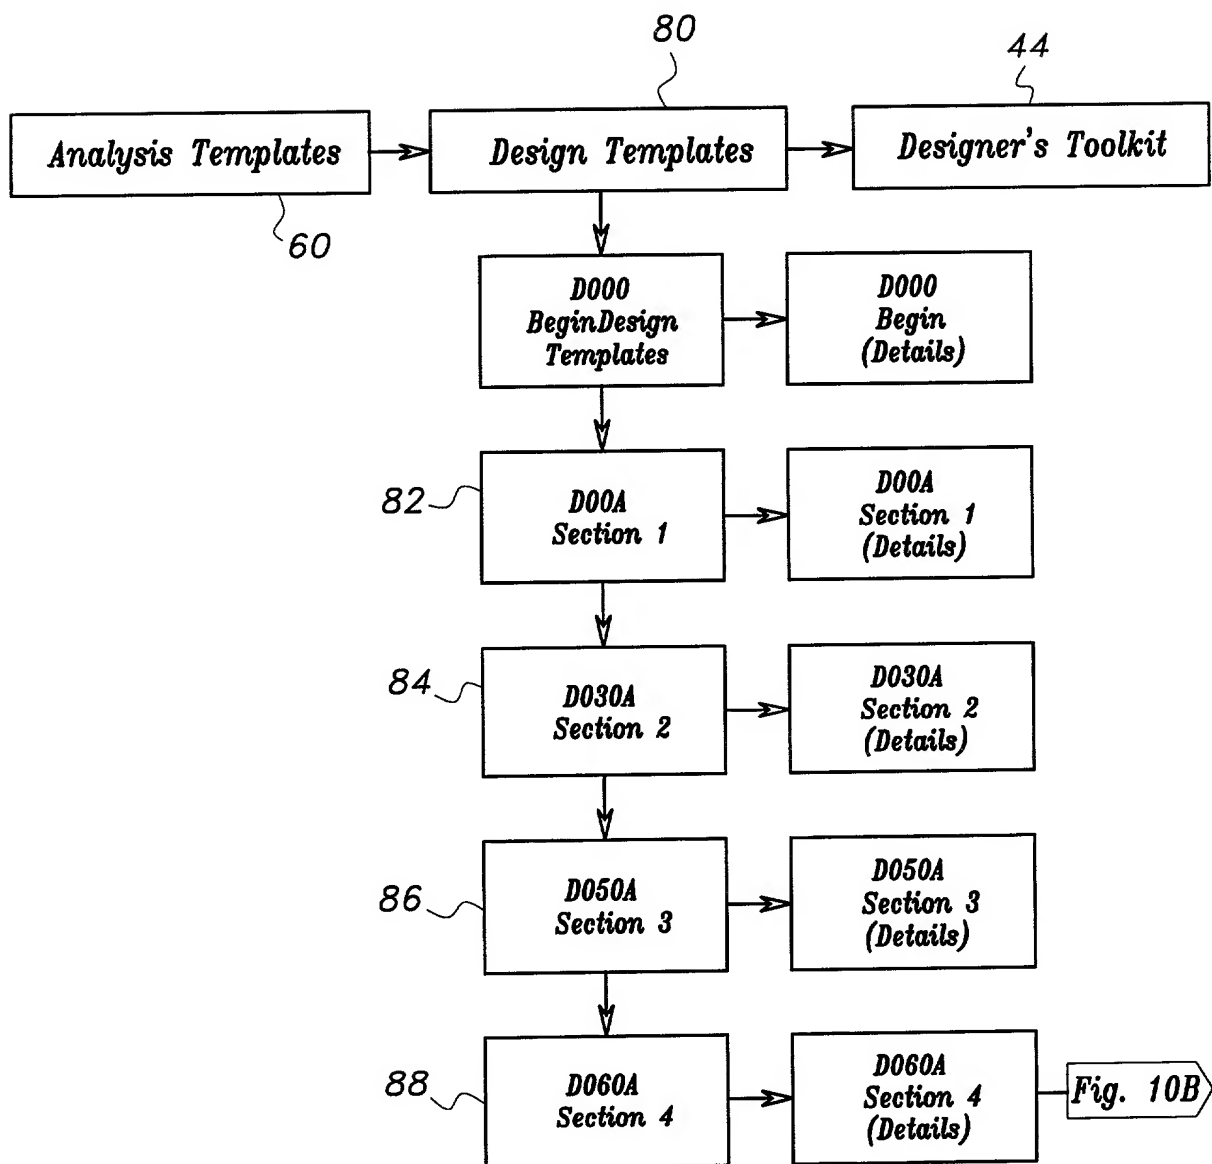 80
44
Analysis Templates
Design Templates
Designer's Toolkit
60
D000
BeginDesign
Templates
D000
Begin
(Details)
82
D00A
Section 1
D00A
Section 1
(Details)
84
D030A
Section 2
D030A
Section 2
(Details)
86
D050A
Section 3
D050A
Section 3
(Details)
88
D060A
Section 4
D060A
Section 4
(Details)
Fig. 10B